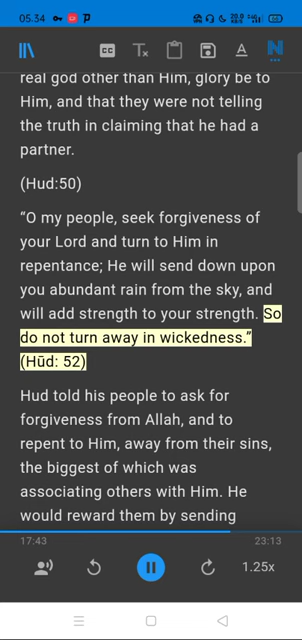 05.34
real god other than Him, glory be to
Him, and that they were not telling
the truth in claiming that he had a
partner.
(Hud:50)
“O my people, seek forgiveness of
your Lord and turn to Him in
repentance; He will send down upon
you abundant rain from the sky, and
will add strength to your strength. So
do not turn away in wickedness.”
(Hūd: 52)
Hud told his people to ask for
forgiveness from Allah, and to
repent to Him, away from their sins,
the biggest of which was
associating others with Him. He
would reward them by sending
17:43 23:13
1.25x